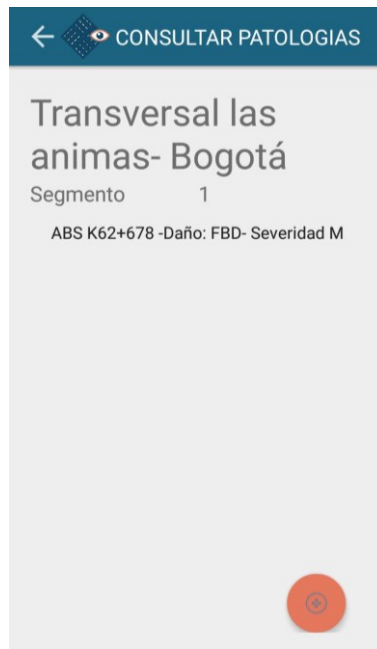 CONSULTAR PATOLOGIAS
Transversal las
animas- Bogotá
Segmento 1
ABS K62+678 -Daño: FBD- Severidad M